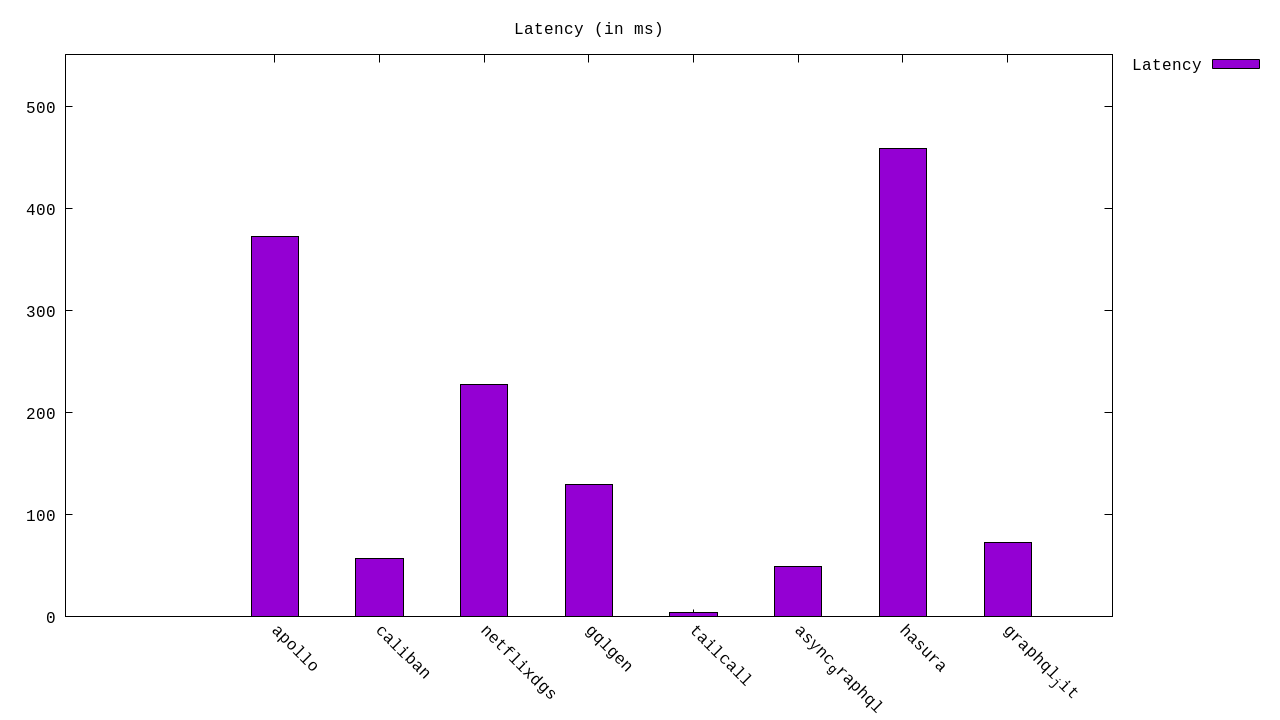 Latency (in ms)
Latency
500
400
300
200
100
0
apollo
caliban
netflixdgs
gqlgen
tailcall
async_graphql
hasura
graphql_jit